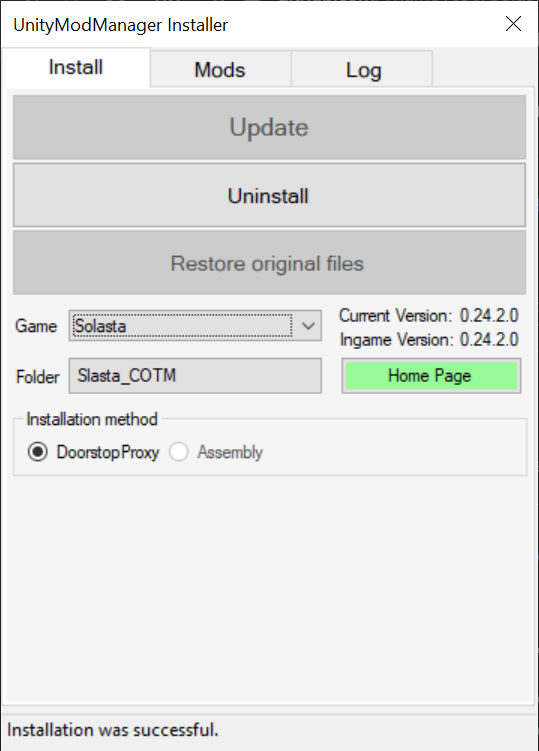 UnityModManager Installer
Install Mods Log
Update
Uninstall
Restore original files
Game Solasta
Current Version: 0.24.2.0
Ingame Version: 0.24.2.0
Folder Slasta_COTM Home Page
Installation method
DoorstopProxy Assembly
Installation was successful.